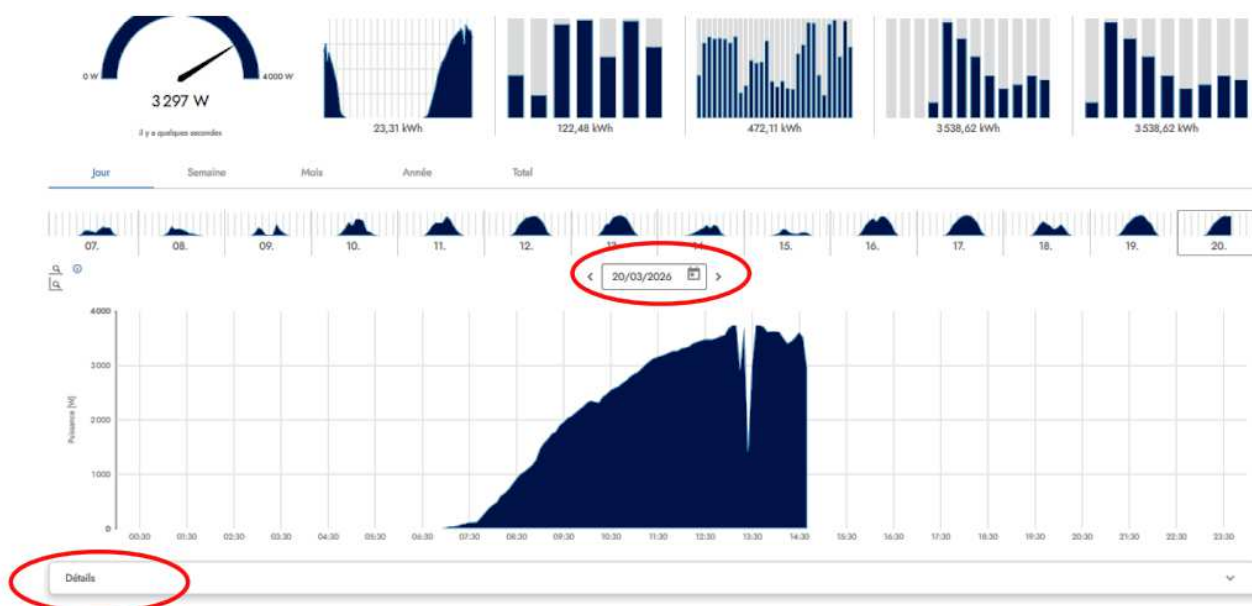 0 W
4000 W
3 297 W
il y a quelques secondes
23,31 kWh
122,48 kWh
472,11 kWh
3 538,62 kWh
3 538,62 kWh
Jour Semaine Mois Année Total
07. 08. 09. 10. 11. 12. 13. 14. 15. 16. 17. 18. 19. 20.
20/03/2026
4000
3000
2000
1000
0
Puissance [W]
00:30 01:30 02:30 03:30 04:30 05:30 06:30 07:30 08:30 09:30 10:30 11:30 12:30 13:30 14:30 15:30 16:30 17:30 18:30 19:30 20:30 21:30 22:30 23:30
Détails